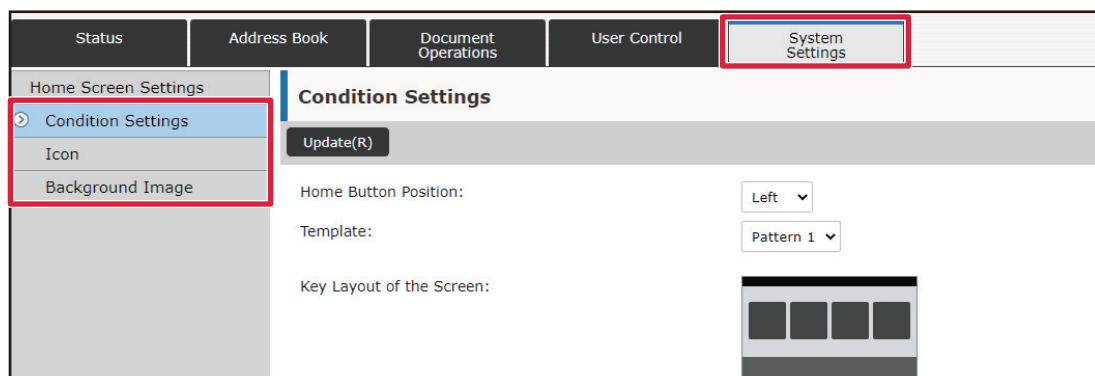 Status
Address Book
Document
Operations
User Control
System
Settings
Home Screen Settings
Condition Settings
Icon
Background Image
Condition Settings
Update(R)
Home Button Position:
Left
Template:
Pattern 1
Key Layout of the Screen: